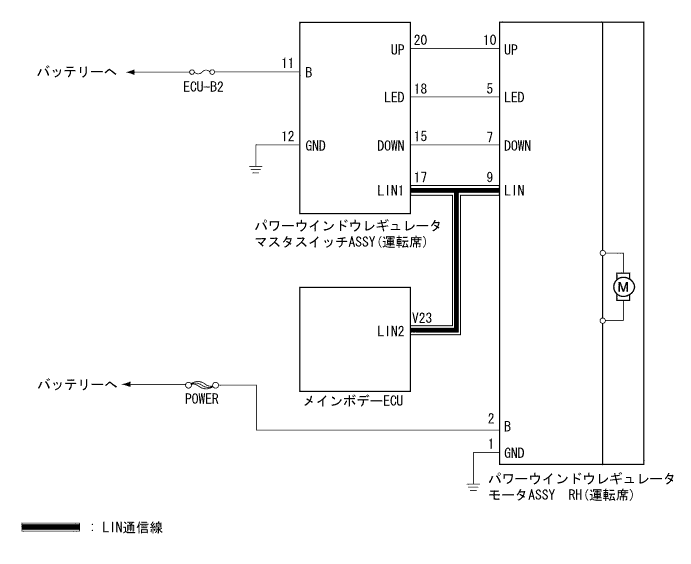 UP 20 10 UP
バッテリーへ 11 B
ECU-B2
LED 18 5 LED
12 GND DOWN 15 7 DOWN
LIN1 17 9 LIN
パワーウインドウレギュレータ
マスタスイッチASSY(運転席)
M
V23
LIN2
バッテリーへ
POWER
メインボデーECU
2 B
1 GND
パワーウインドウレギュレータ
モータASSY RH(運転席)
: LIN通信線